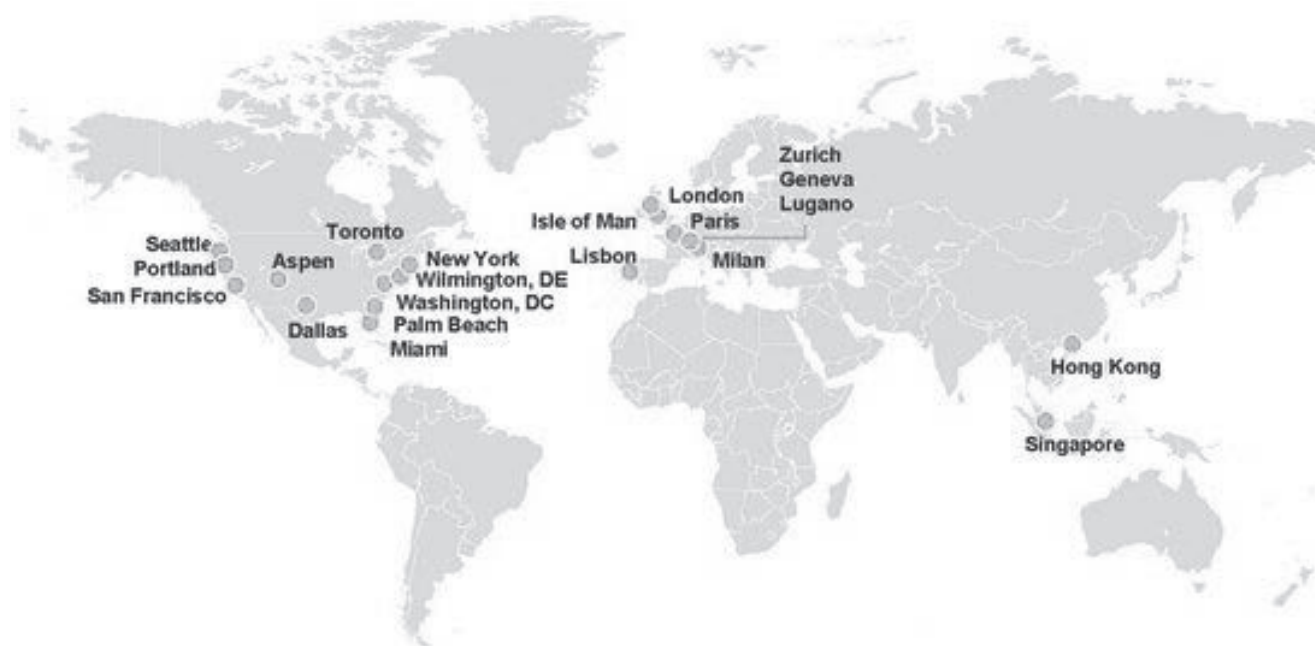 Seattle
Portland
San Francisco
Aspen
Dallas
Toronto
New York
Wilmington, DE
Washington, DC
Palm Beach
Miami
Isle of Man
London
Paris
Lisbon
Milan
Zurich
Geneva
Lugano
Hong Kong
Singapore